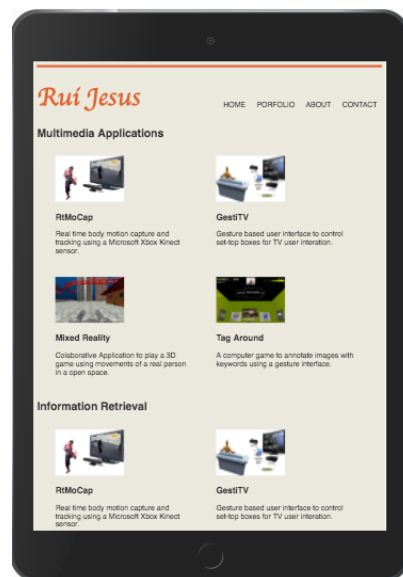 Rui Jesus
HOME PORFOLIO ABOUT CONTACT
Multimedia Applications
RtMoCap
Real time body motion capture and
tracking using a Microsoft Xbox Kinect
sensor.
GestiTV
Gesture based user interface to control
set-top boxes for TV user interation.
Mixed Reality
Colaborative Application to play a 3D
game using movements of a real person
in a open space.
Tag Around
A computer game to annotate images with
keywords using a gesture interface.
Information Retrieval
RtMoCap
Real time body motion capture and
tracking using a Microsoft Xbox Kinect
sensor.
GestiTV
Gesture based user interface to control
set-top boxes for TV user interation.